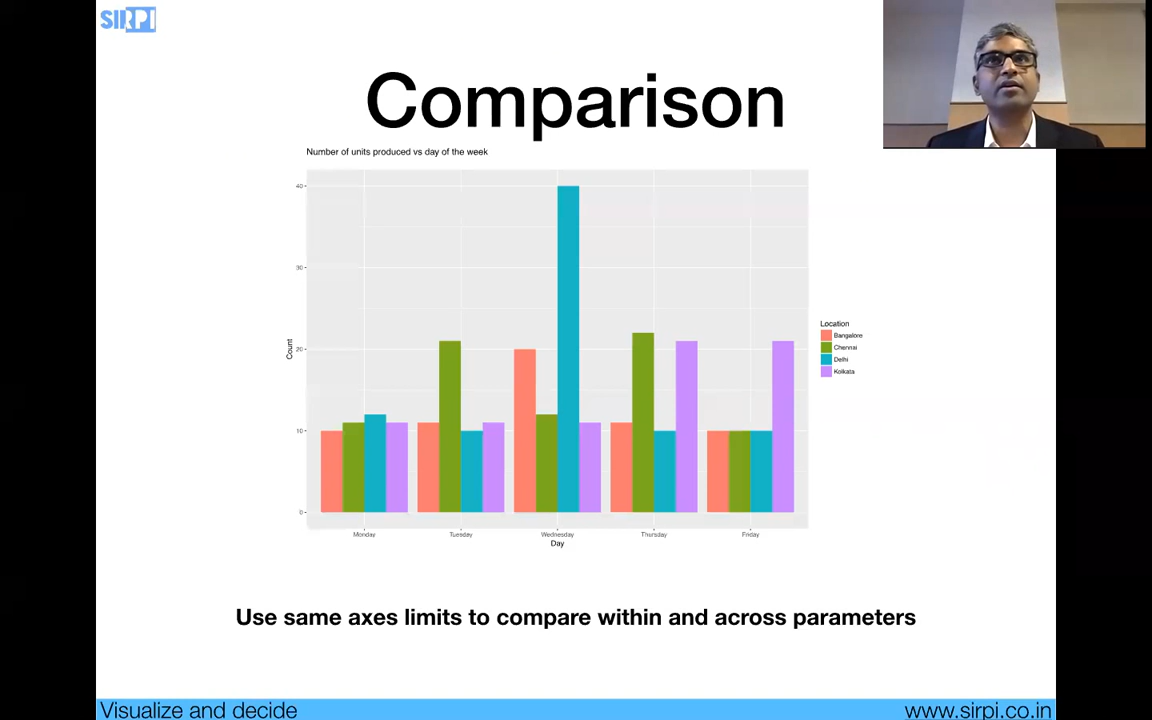 SIRPI
Comparison
Number of units produced vs day of the week
40
30
20
10
0
Count
Monday Tuesday Wednesday Thursday Friday
Day
Location
Bangalore
Chennai
Delhi
Kolkata
Use same axes limits to compare within and across parameters
Visualize and decide www.sirpi.co.in